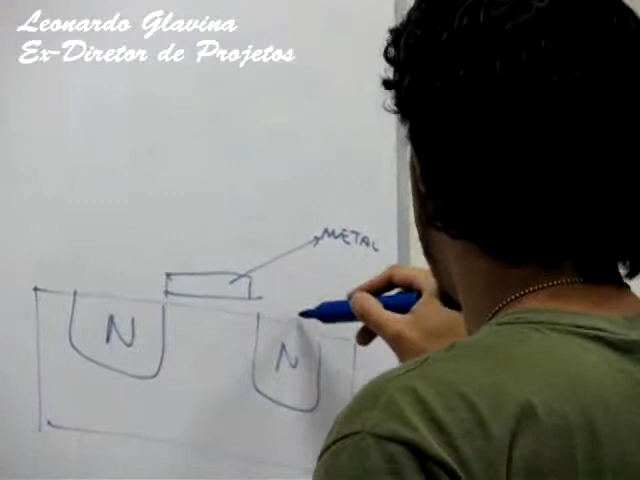 Leonardo Glavina
Ex-Diretor de Projetos
METAL
N
N